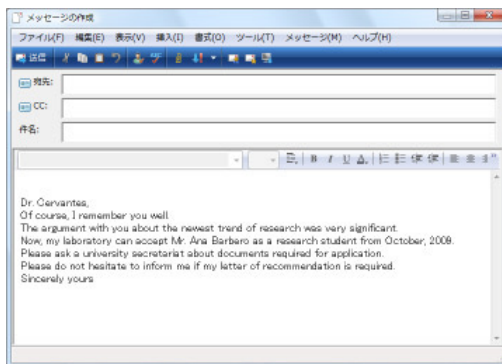 メッセージの作成
ファイル(F) 編集(E) 表示(V) 挿入(I) 書式(O) ツール(T) メッセージ(M) ヘルプ(H)
送信
宛先:
CC:
件名:
B I U A
Dr. Cervantes,
Of course, I remember you well.
The argument with you about the newest trend of research was very significant.
Now, my laboratory can accept Mr. Ana Barbero as a research student from October, 2009.
Please ask a university secretariat about documents required for application.
Please do not hesitate to inform me if my letter of recommendation is required.
Sincerely yours